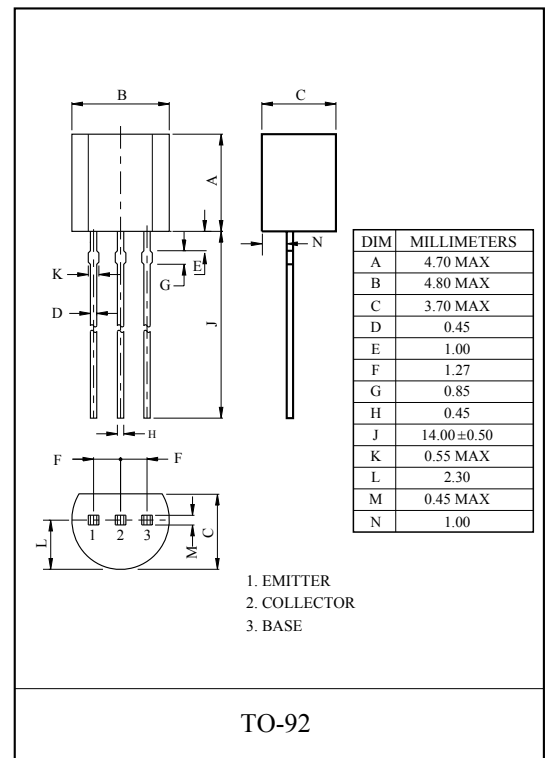 B
C
A
N
K
E
G
D
J
H
F
F
1 2 3
L
M
C
DIM MILLIMETERS
A 4.70 MAX
B 4.80 MAX
C 3.70 MAX
D 0.45
E 1.00
F 1.27
G 0.85
H 0.45
J 14.00±0.50
K 0.55 MAX
L 2.30
M 0.45 MAX
N 1.00
1. EMITTER
2. COLLECTOR
3. BASE
TO-92